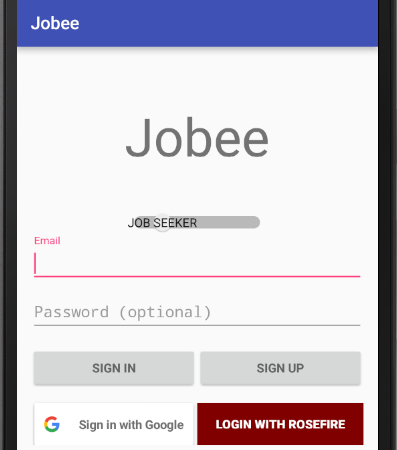 Jobee
Jobee
JOB SEEKER
Email
Password (optional)
SIGN IN SIGN UP
Sign in with Google LOGIN WITH ROSEFIRE